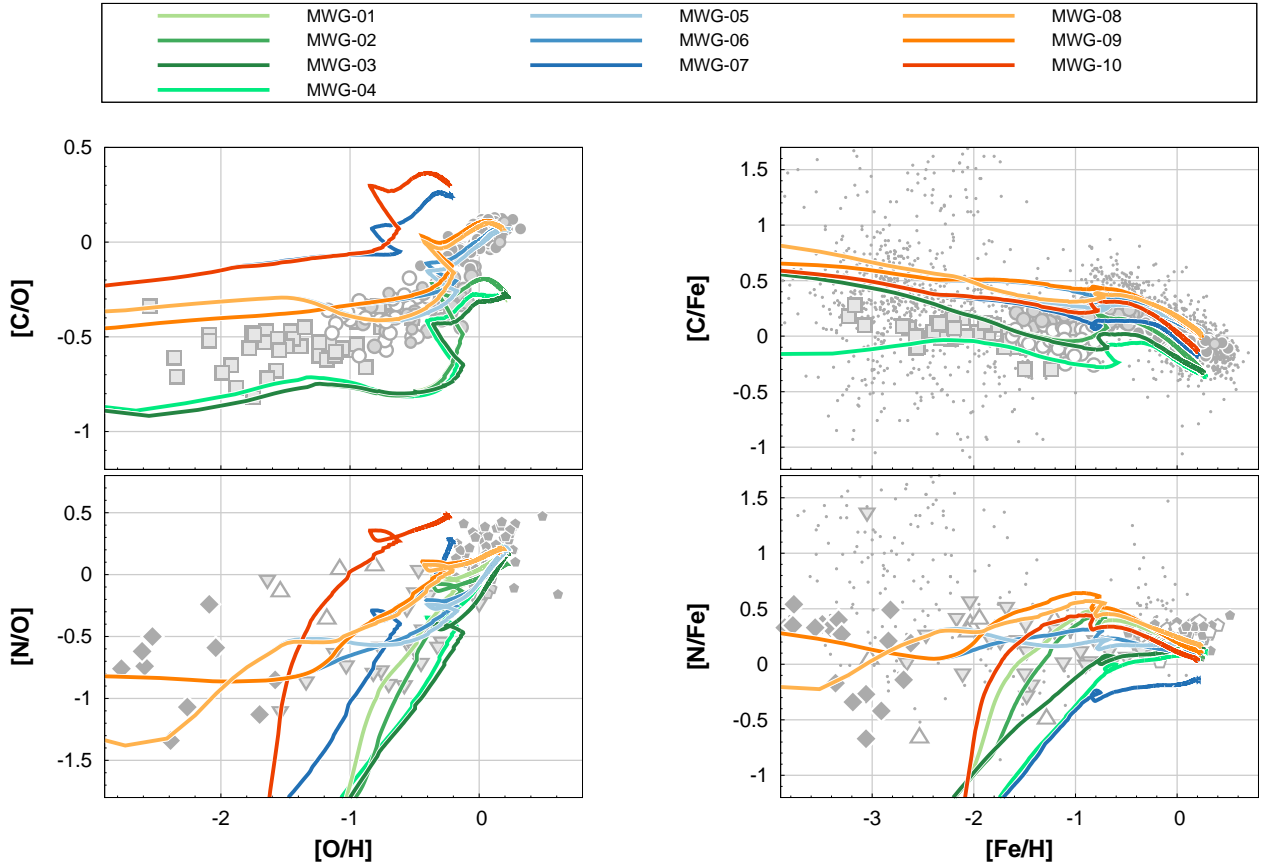 MWG-01 MWG-05 MWG-08
MWG-02 MWG-06 MWG-09
MWG-03 MWG-07 MWG-10
MWG-04
0.5
0
-0.5
-1
[C/O]
1.5
1
0.5
0
-0.5
-1
[C/Fe]
0.5
0
-0.5
-1
-1.5
[N/O]
-2 -1 0
[O/H]
1.5
1
0.5
0
-0.5
-1
[N/Fe]
-3 -2 -1 0
[Fe/H]